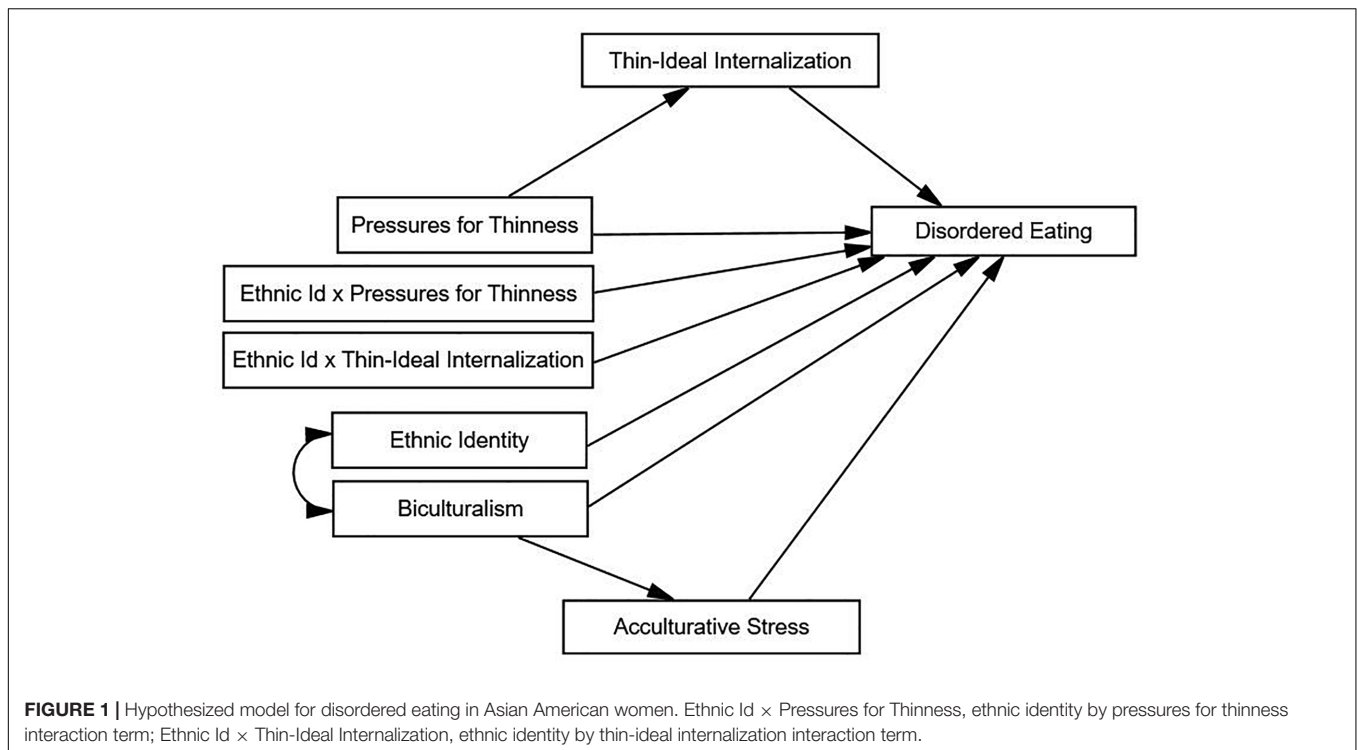 Thin-Ideal Internalization
Pressures for Thinness
Disordered Eating
Ethnic Id x Pressures for Thinness
Ethnic Id x Thin-Ideal Internalization
Ethnic Identity
Biculturalism
Acculturative Stress
FIGURE 1 | Hypothesized model for disordered eating in Asian American women. Ethnic Id × Pressures for Thinness, ethnic identity by pressures for thinness
interaction term; Ethnic Id × Thin-Ideal Internalization, ethnic identity by thin-ideal internalization interaction term.